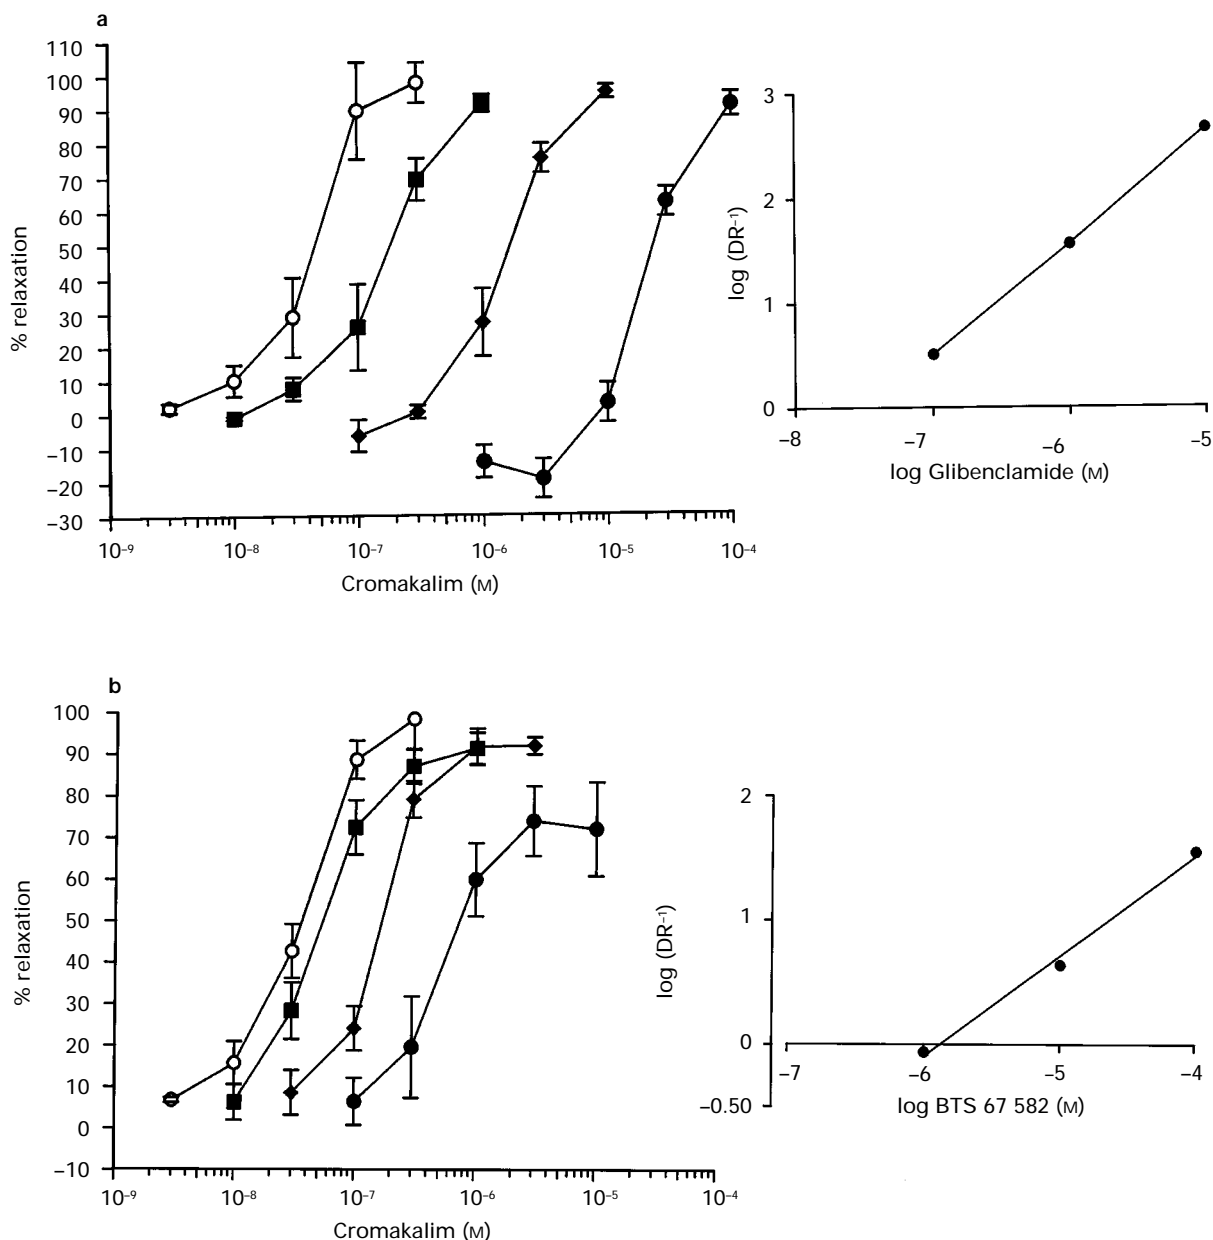 a
110
100
90
80
70
60
50
40
30
20
10
0
–10
–20
–30
% relaxation
10⁻⁹ 10⁻⁸ 10⁻⁷ 10⁻⁶ 10⁻⁵ 10⁻⁴
Cromakalim (M)
3
2
1
0
log (DR⁻¹)
–8 –7 –6 –5
log Glibenclamide (M)
b
100
90
80
70
60
50
40
30
20
10
0
–10
% relaxation
10⁻⁹ 10⁻⁸ 10⁻⁷ 10⁻⁶ 10⁻⁵ 10⁻⁴
Cromakalim (M)
2
1
0
–0.50
log (DR⁻¹)
–7 –6 –5 –4
log BTS 67 582 (M)